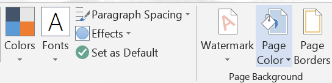 Colors
A
Fonts
Paragraph Spacing
Effects
Set as Default
Watermark
Page
Color
Page
Borders
Page Background